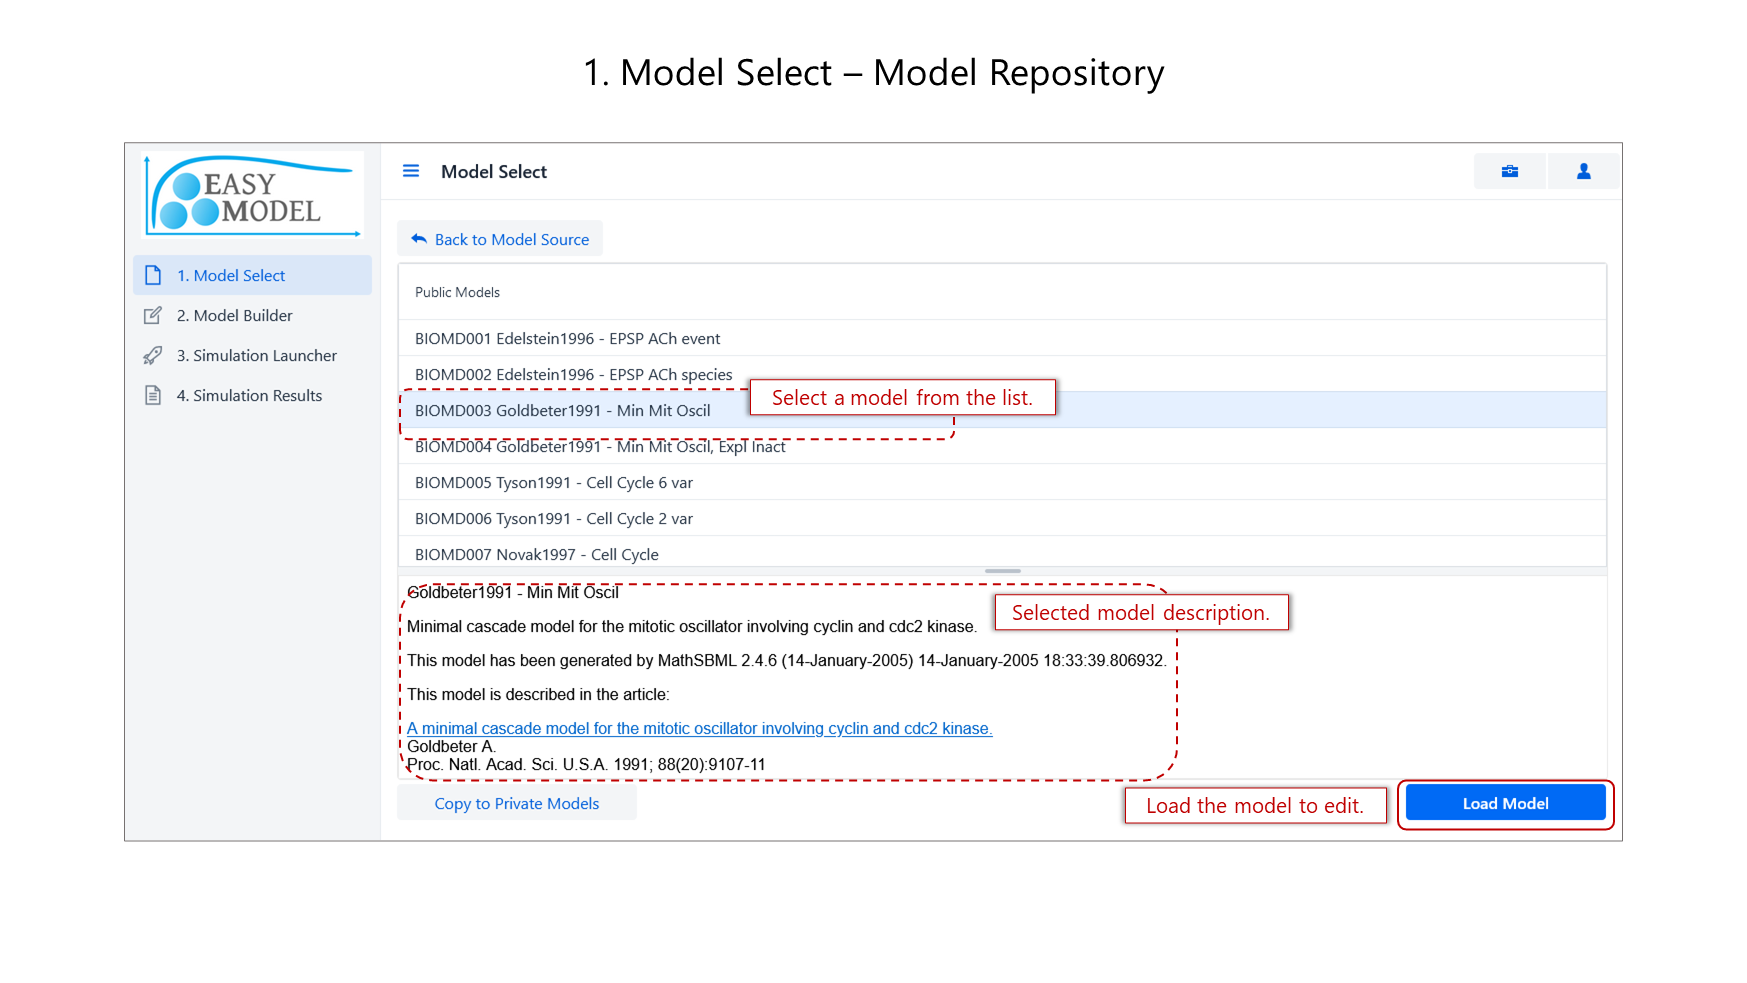 1. Model Select – Model Repository
EASY
MODEL
Model Select
Back to Model Source
1. Model Select
2. Model Builder
3. Simulation Launcher
4. Simulation Results
Public Models
BIOMD001 Edelstein1996 - EPSP ACh event
BIOMD002 Edelstein1996 - EPSP ACh species
Select a model from the list.
BIOMD003 Goldbeter1991 - Min Mit Oscil
BIOMD004 Goldbeter1991 - Min Mit Oscil, Expl Inact
BIOMD005 Tyson1991 - Cell Cycle 6 var
BIOMD006 Tyson1991 - Cell Cycle 2 var
BIOMD007 Novak1997 - Cell Cycle
Goldbeter1991 - Min Mit Oscil
Selected model description.
Minimal cascade model for the mitotic oscillator involving cyclin and cdc2 kinase.
This model has been generated by MathSBML 2.4.6 (14-January-2005) 14-January-2005 18:33:39.806932.
This model is described in the article:
A minimal cascade model for the mitotic oscillator involving cyclin and cdc2 kinase.
Goldbeter A.
Proc. Natl. Acad. Sci. U.S.A. 1991; 88(20):9107-11
Copy to Private Models
Load the model to edit.
Load Model